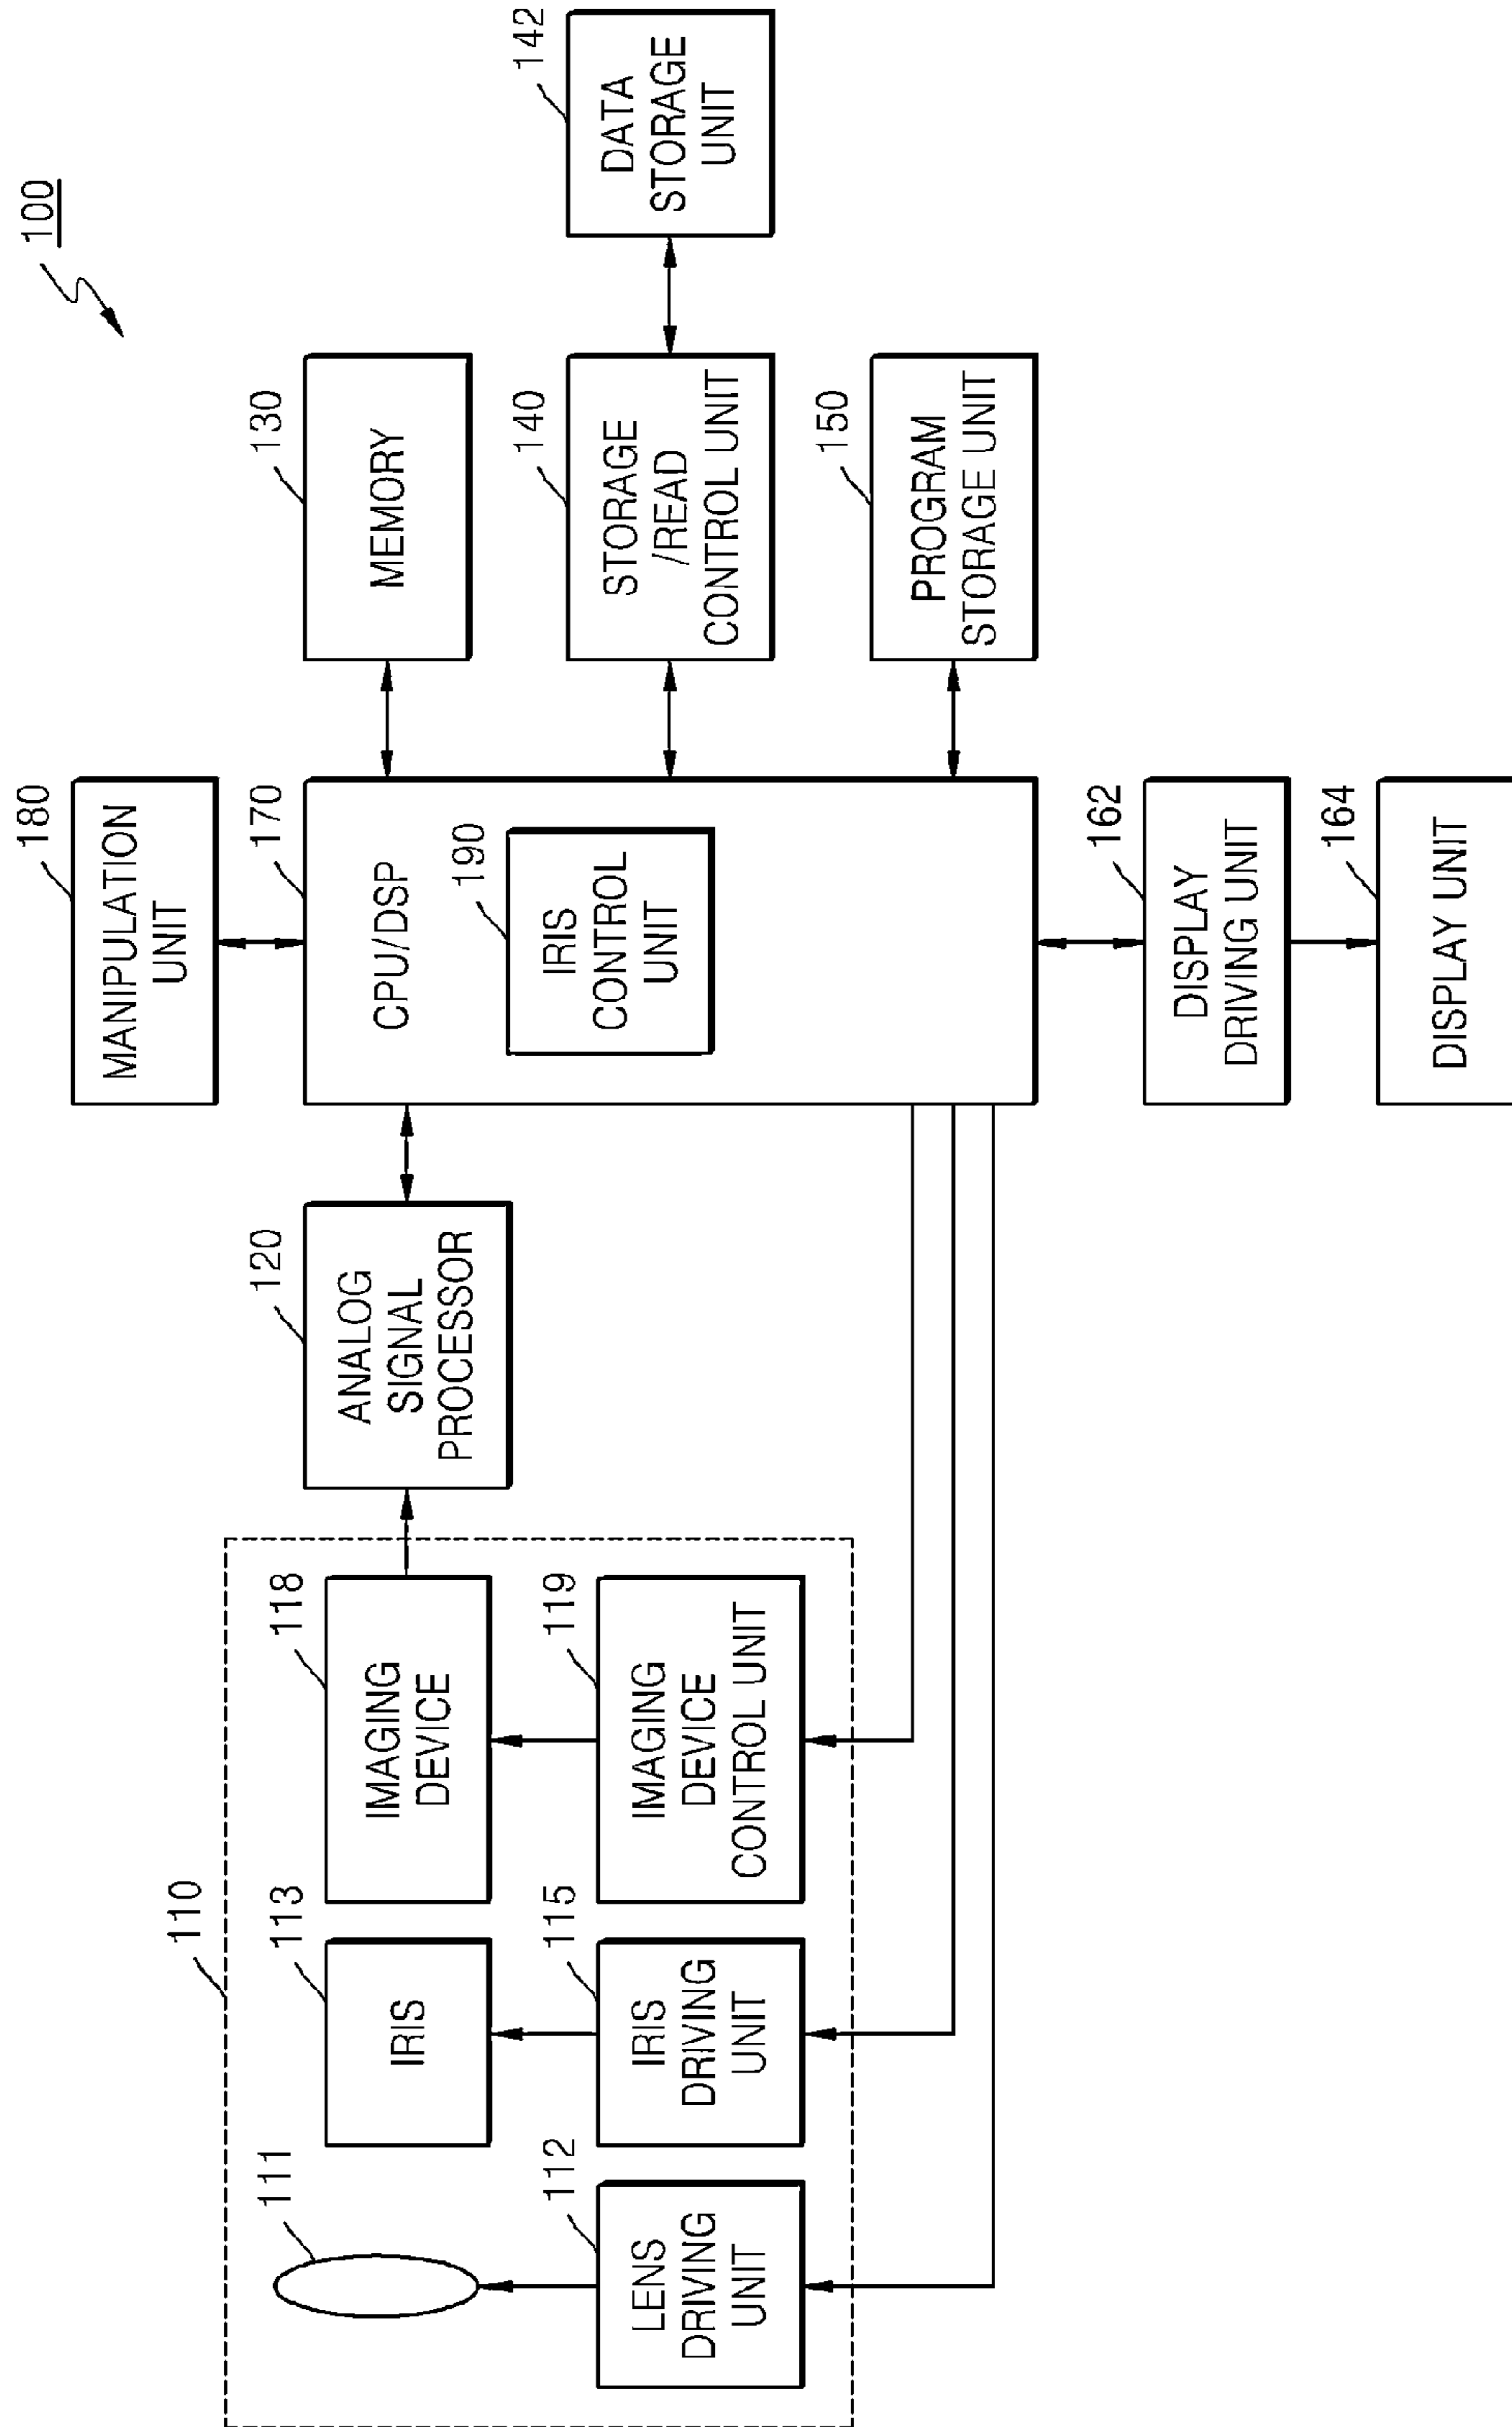 100
110
111
LENS
DRIVING
UNIT
112
113
IRIS
115
IRIS
DRIVING
UNIT
118
IMAGING
DEVICE
119
IMAGING
DEVICE
CONTROL UNIT
120
ANALOG
SIGNAL
PROCESSOR
180
MANIPULATION
UNIT
170
CPU/DSP
190
IRIS
CONTROL
UNIT
162
DISPLAY
DRIVING UNIT
164
DISPLAY UNIT
130
MEMORY
140
STORAGE
/READ
CONTROL UNIT
150
PROGRAM
STORAGE UNIT
142
DATA
STORAGE
UNIT